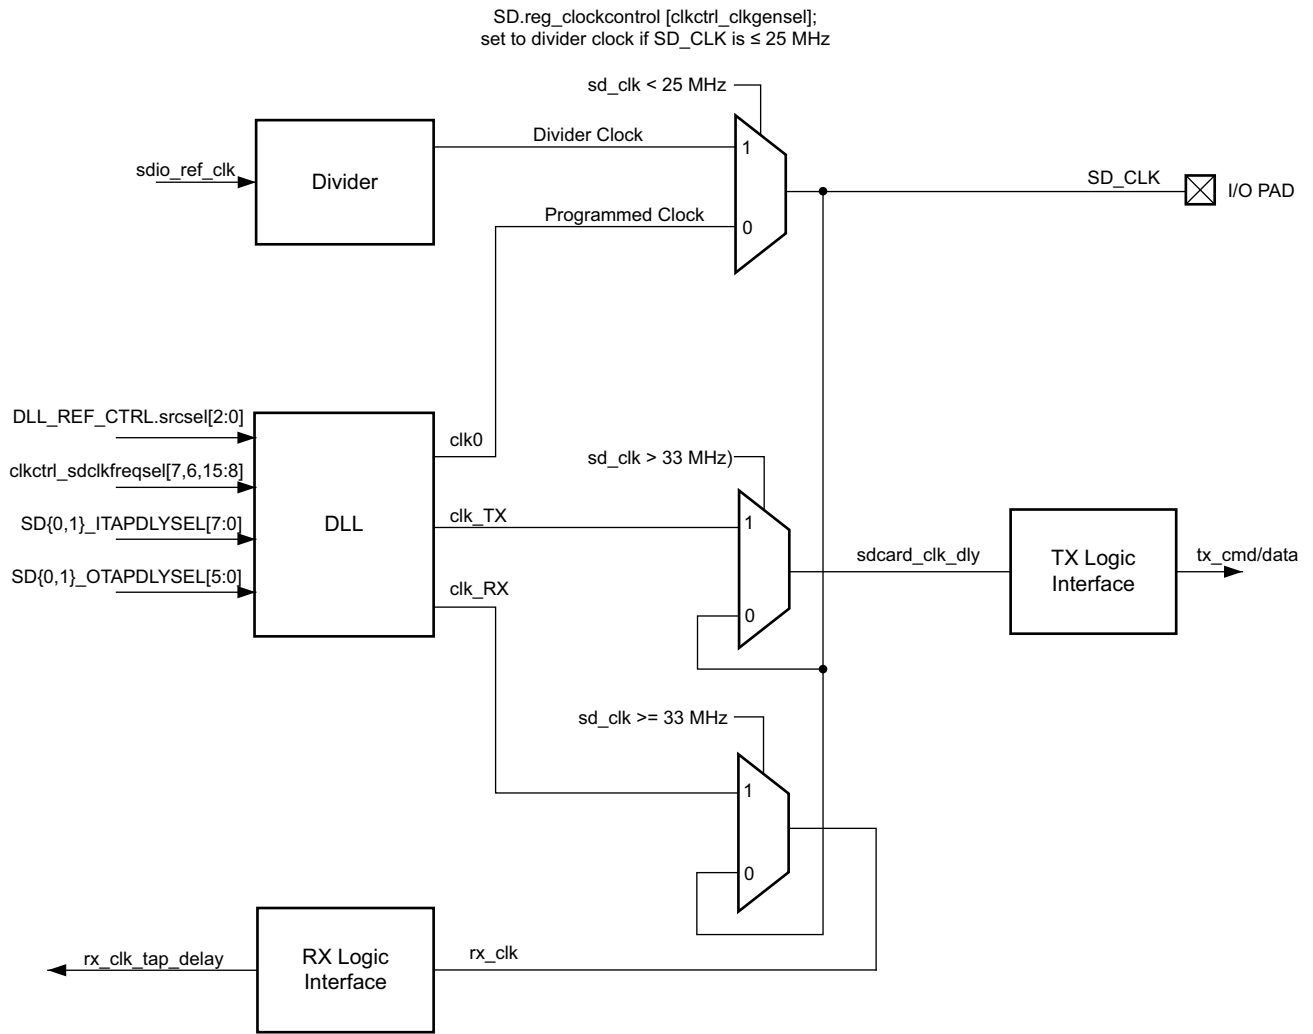 SD.reg_clockcontrol [clkctrl_clkgensel];
set to divider clock if SD_CLK is ≤ 25 MHz
sd_clk < 25 MHz
Divider Clock
1
sdio_ref_clk
Divider
SD_CLK
I/O PAD
Programmed Clock
0
DLL_REF_CTRL.srcsel[2:0]
clk0
clkctrl_sdclkfreqsel[7,6,15:8]
sd_clk > 33 MHz)
SD{0,1}_ITAPDLYSEL[7:0]
DLL
clk_TX
1
SD{0,1}_OTAPDLYSEL[5:0]
clk_RX
sdcard_clk_dly
TX Logic
Interface
tx_cmd/data
0
sd_clk >= 33 MHz
1
0
rx_clk_tap_delay
RX Logic
Interface
rx_clk